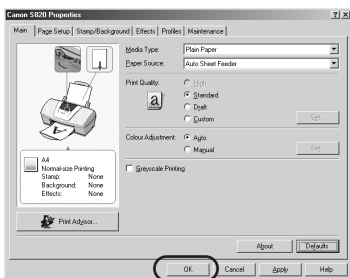 Canon S820 Properties
Main Page Setup Stamp/Background Effects Profiles Maintenance
Media Type: Plain Paper
Paper Source: Auto Sheet Feeder
Print Quality: High
Standard
Draft
Custom Set...
Colour Adjustment: Auto
Manual Set...
Greyscale Printing
A4
Normal-size Printing
Stamp: None
Background: None
Effects: None
Print Advisor...
About Defaults
OK Cancel Apply Help